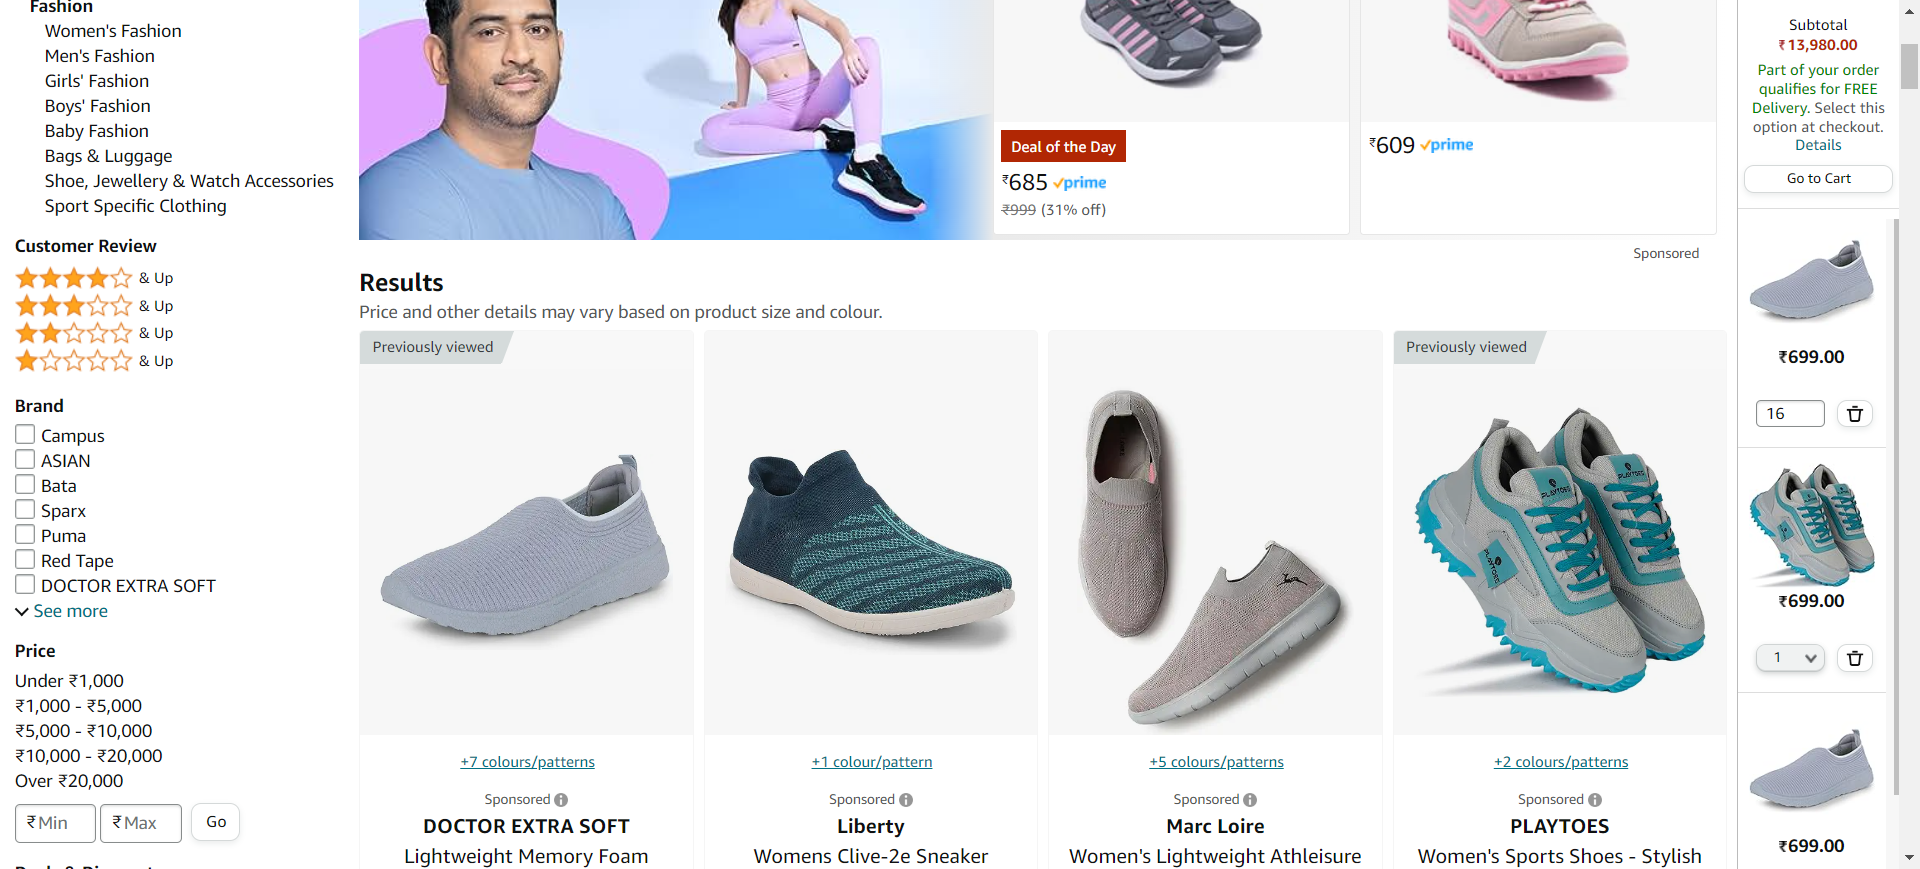 Fashion
Women's Fashion
Men's Fashion
Girls' Fashion
Boys' Fashion
Baby Fashion
Bags & Luggage
Shoe, Jewellery & Watch Accessories
Sport Specific Clothing
Customer Review
& Up
& Up
& Up
& Up
Brand
Campus
ASIAN
Bata
Sparx
Puma
Red Tape
DOCTOR EXTRA SOFT
See more
Price
Under ₹1,000
₹1,000 - ₹5,000
₹5,000 - ₹10,000
₹10,000 - ₹20,000
Over ₹20,000
₹Min ₹Max Go
Deal of the Day
₹685 prime
₹999 (31% off)
₹609 prime
Sponsored
Results
Price and other details may vary based on product size and colour.
Previously viewed
+7 colours/patterns
Sponsored
DOCTOR EXTRA SOFT
Lightweight Memory Foam
+1 colour/pattern
Sponsored
Liberty
Womens Clive-2e Sneaker
+5 colours/patterns
Sponsored
Marc Loire
Women's Lightweight Athleisure
Previously viewed
PLAYTOES
PLAYTOES
PLAYTOES
+2 colours/patterns
Sponsored
PLAYTOES
Women's Sports Shoes - Stylish
Subtotal
₹13,980.00
Part of your order
qualifies for FREE
Delivery. Select this
option at checkout.
Details
Go to Cart
₹699.00
16
₹699.00
1
₹699.00